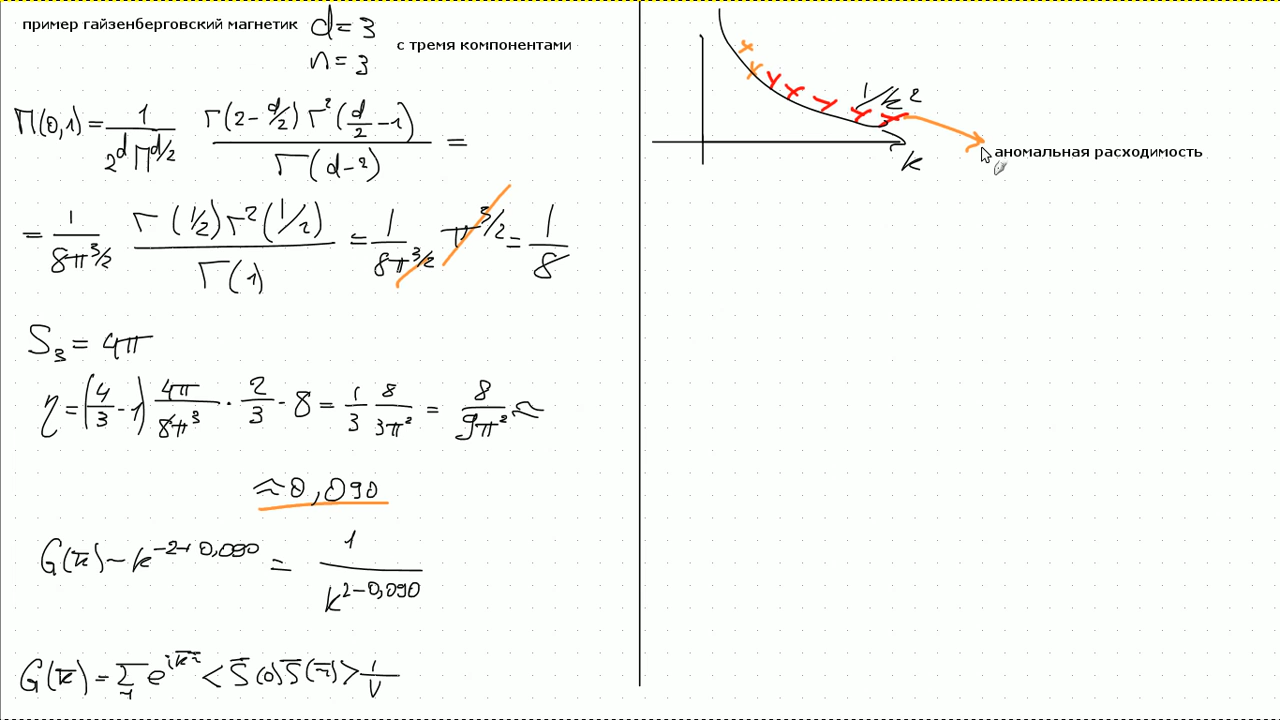 пример гайзенберговский магнетик d=3
n=3 с тремя компонентами
П(0,1) = 1/(2^d П^{d/2}) Г(2-d/2) Г²(d/2 -1)/Г(d-2) =
= 1/(8π^{3/2}) Г(1/2)Г²(1/2)/Г(1) = 1/(8π^{3/2}) π^{3/2} = 1/8
S₃ = 4π
η = (4/3 - 1) 4π/(8π³) · 2/3 - 8 = 1/3 8/(3π²) = 8/(9π²) ≈
≈ 0,090
G(k̄) ~ k^{-2+0,090} = 1/k^{2-0,090}
G(k̄) = Σ_r e^{ik̄r̄} <S̄(0)S̄(r̄)> 1/V
1/k²
k
аномальная расходимость